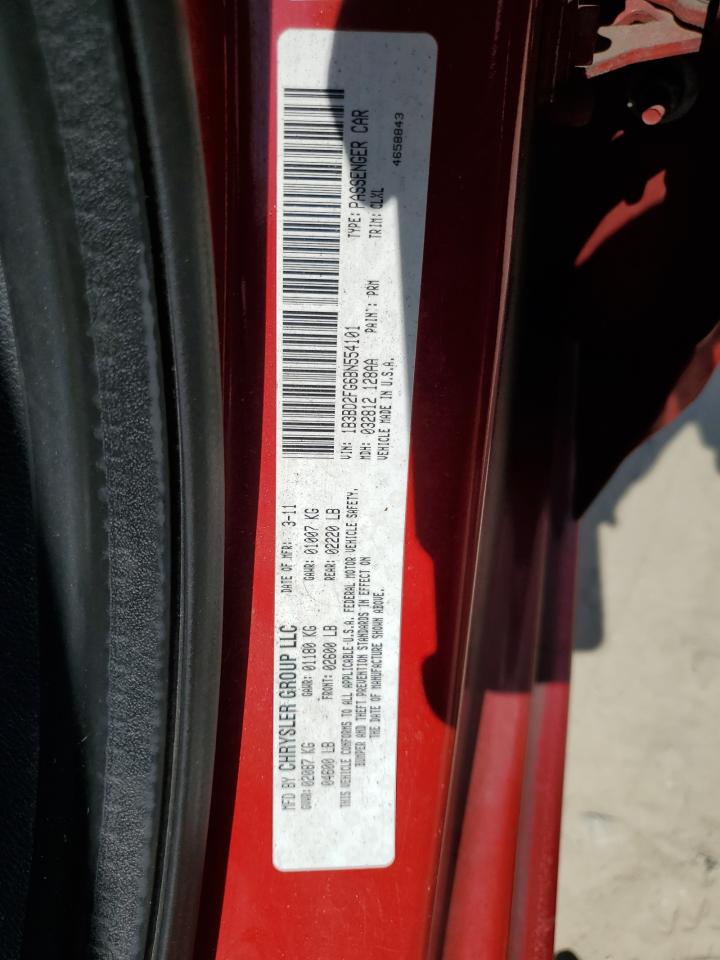 MFD BY CHRYSLER GROUP LLC DATE OF MFR: 3-11
GVWR: 02087 KG GAWR: 01180 KG GAWR: 01007 KG
04600 LB FRONT: 02600 LB REAR: 02220 LB
THIS VEHICLE CONFORMS TO ALL APPLICABLE U.S.A. FEDERAL MOTOR VEHICLE SAFETY,
BUMPER AND THEFT PREVENTION STANDARDS IN EFFECT ON
THE DATE OF MANUFACTURE SHOWN ABOVE.
VIN: 1B3BD2FG6BN554101 TYPE: PASSENGER CAR
MDH: 032812 128AA PAINT: PRM TRIM: QLXL
VEHICLE MADE IN U.S.A.
4658843